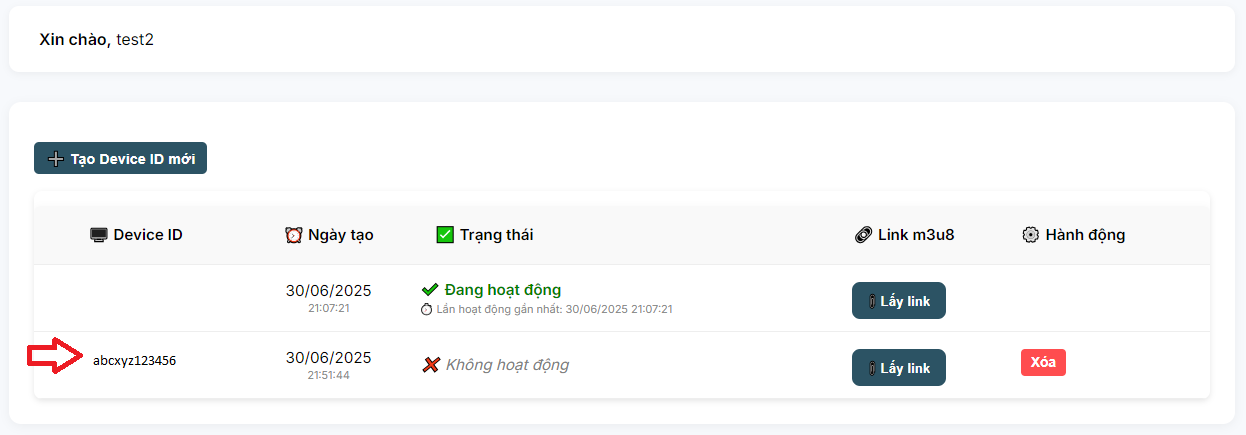 Xin chào, test2
Tạo Device ID mới
Device ID Ngày tạo Trạng thái Link m3u8 Hành động
30/06/2025 Đang hoạt động Lấy link
21:07:21 Lần hoạt động gần nhất: 30/06/2025 21:07:21
abcxyz123456 30/06/2025 Không hoạt động Lấy link Xóa
21:51:44